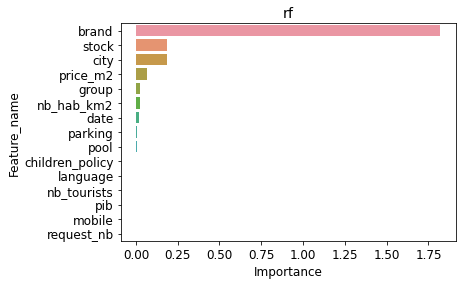 rf
brand
stock
city
price_m2
group
nb_hab_km2
date
parking
pool
children_policy
language
nb_tourists
pib
mobile
request_nb
Feature_name
0.00 0.25 0.50 0.75 1.00 1.25 1.50 1.75
Importance